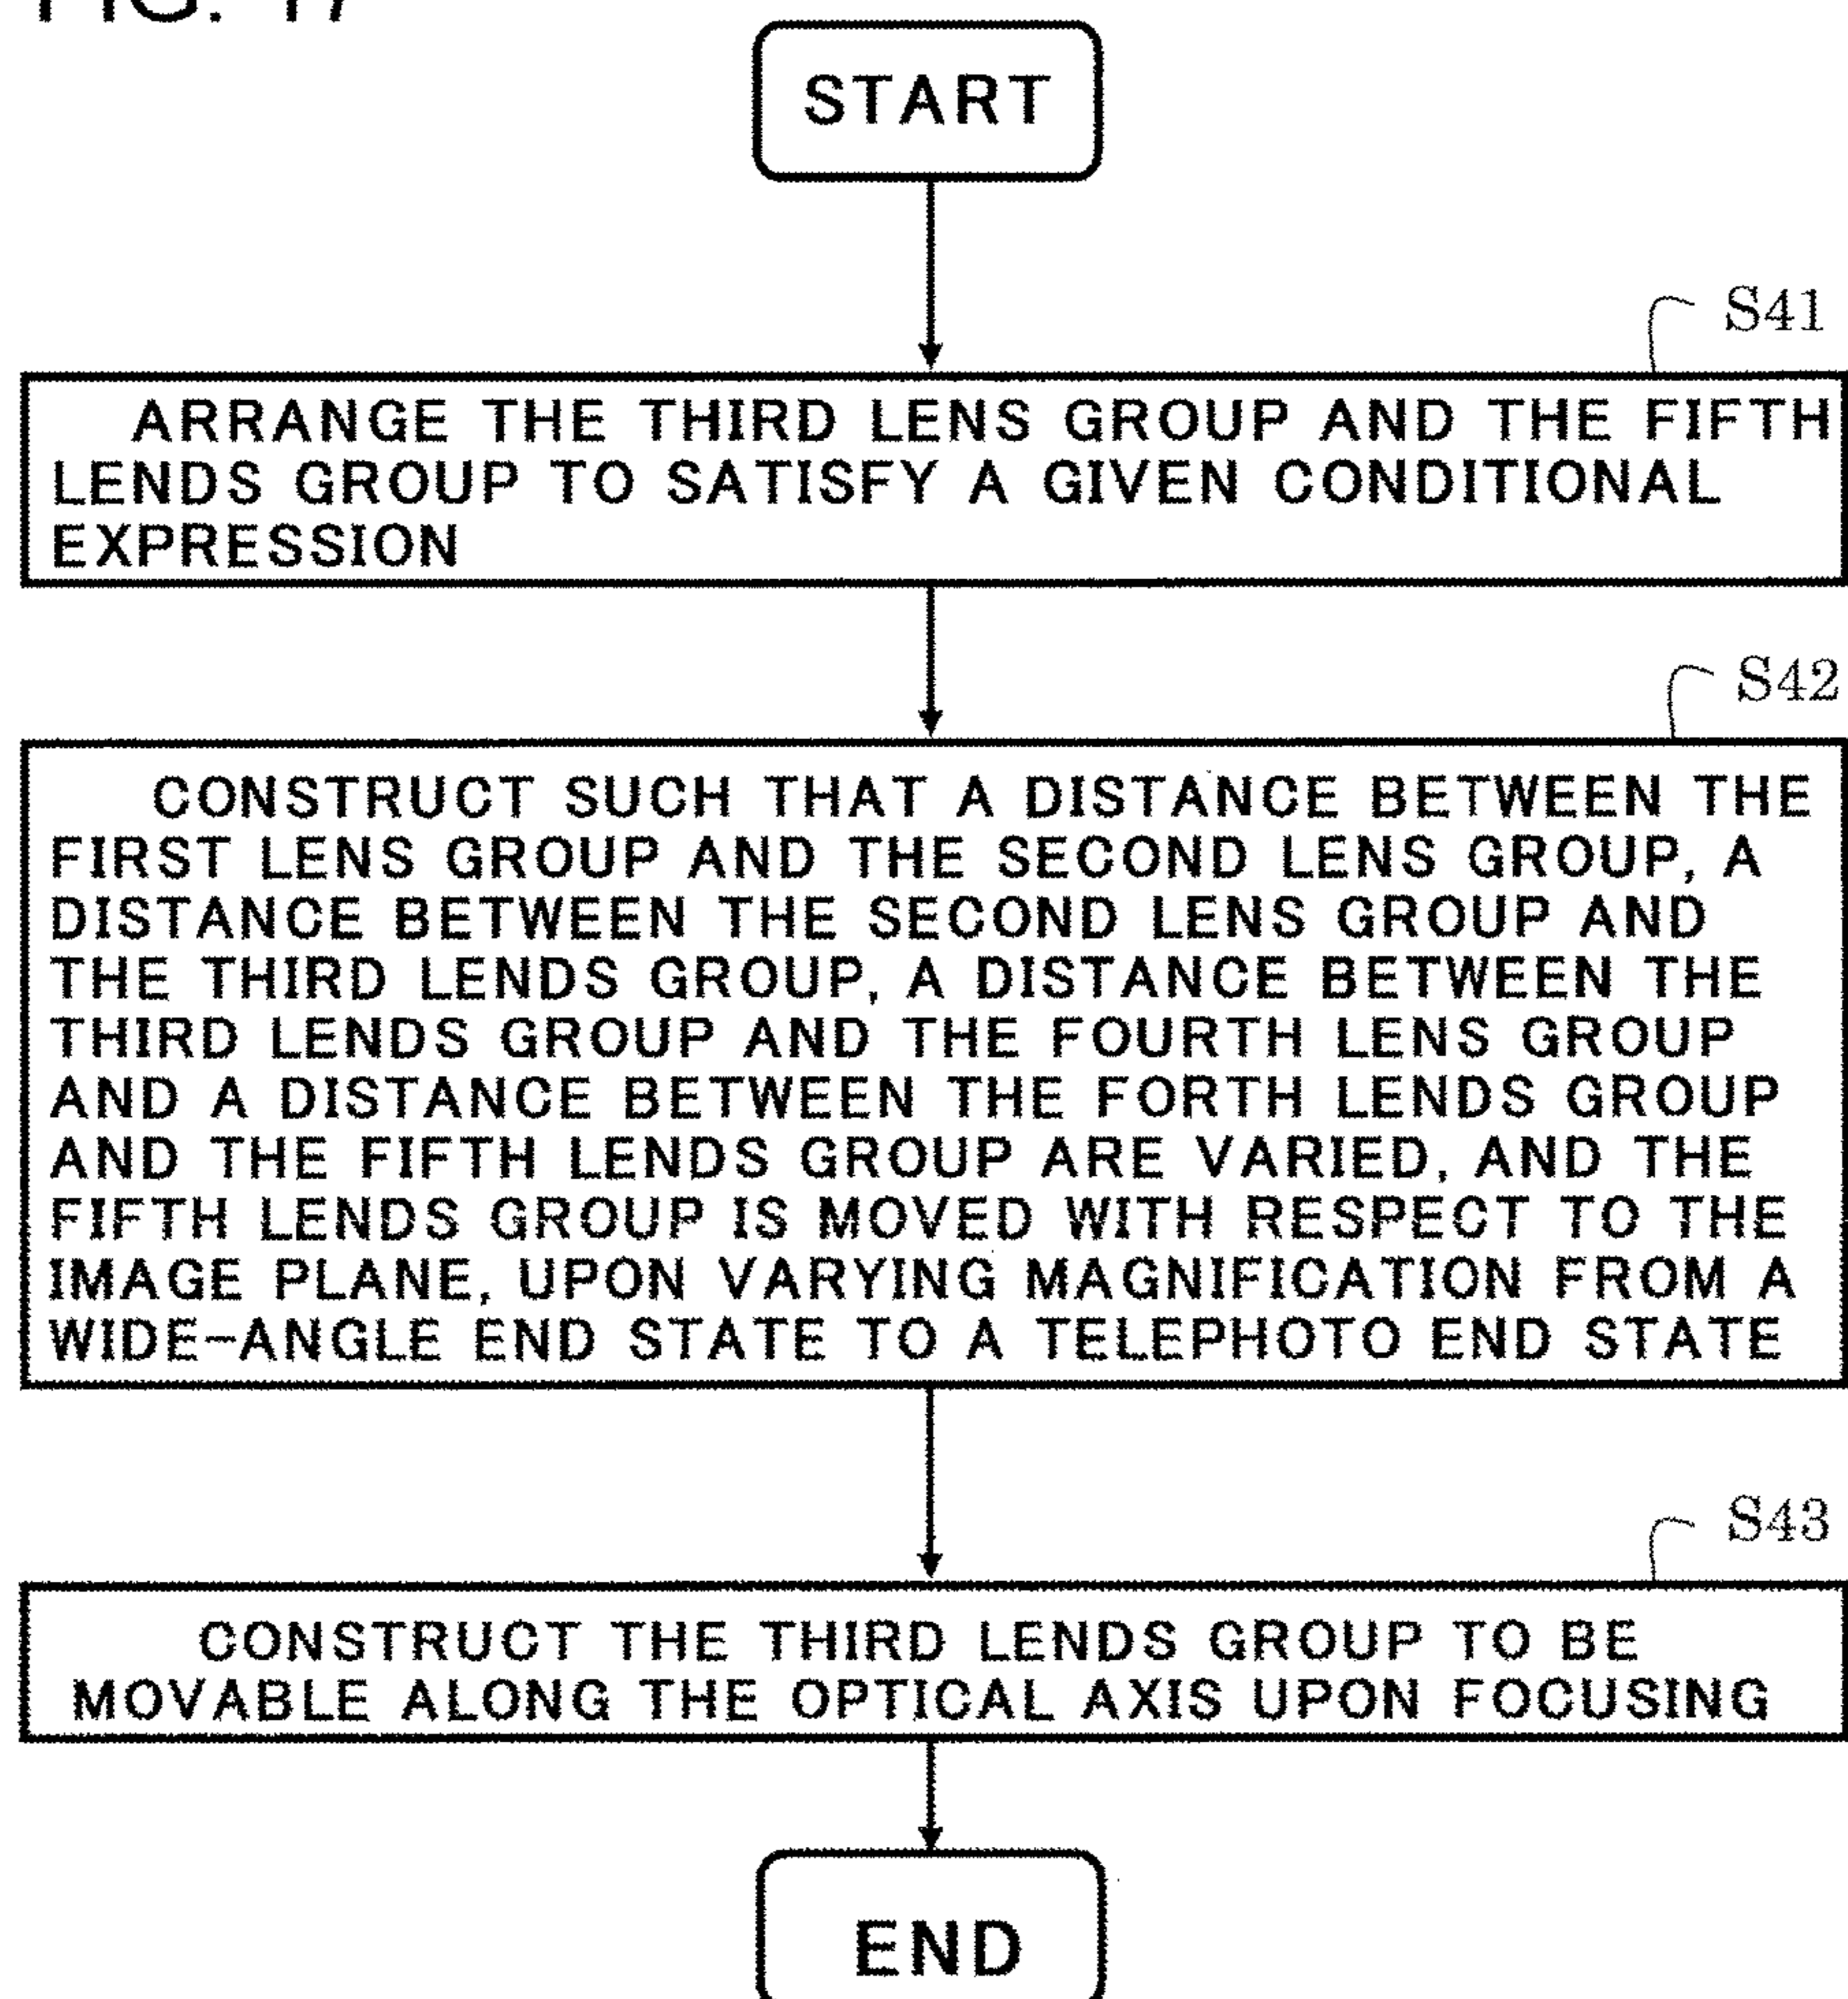 FIG. 17
START
S41
ARRANGE THE THIRD LENS GROUP AND THE FIFTH
LENDS GROUP TO SATISFY A GIVEN CONDITIONAL
EXPRESSION
S42
CONSTRUCT SUCH THAT A DISTANCE BETWEEN THE
FIRST LENS GROUP AND THE SECOND LENS GROUP, A
DISTANCE BETWEEN THE SECOND LENS GROUP AND
THE THIRD LENDS GROUP, A DISTANCE BETWEEN THE
THIRD LENDS GROUP AND THE FOURTH LENS GROUP
AND A DISTANCE BETWEEN THE FORTH LENDS GROUP
AND THE FIFTH LENDS GROUP ARE VARIED, AND THE
FIFTH LENDS GROUP IS MOVED WITH RESPECT TO THE
IMAGE PLANE, UPON VARYING MAGNIFICATION FROM A
WIDE-ANGLE END STATE TO A TELEPHOTO END STATE
S43
CONSTRUCT THE THIRD LENDS GROUP TO BE
MOVABLE ALONG THE OPTICAL AXIS UPON FOCUSING
END